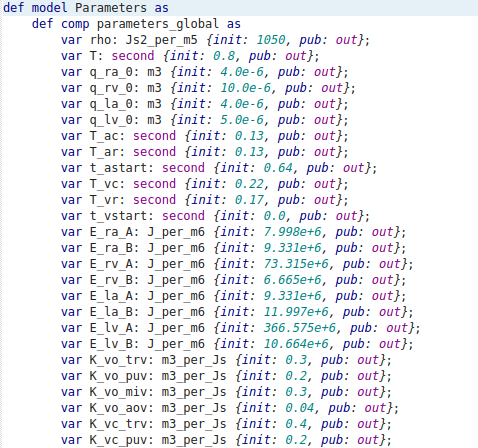 def model Parameters as
def comp parameters_global as
var rho: Js2_per_m5 {init: 1050, pub: out};
var T: second {init: 0.8, pub: out};
var q_ra_0: m3 {init: 4.0e-6, pub: out};
var q_rv_0: m3 {init: 10.0e-6, pub: out};
var q_la_0: m3 {init: 4.0e-6, pub: out};
var q_lv_0: m3 {init: 5.0e-6, pub: out};
var T_ac: second {init: 0.13, pub: out};
var T_ar: second {init: 0.13, pub: out};
var t_astart: second {init: 0.64, pub: out};
var T_vc: second {init: 0.22, pub: out};
var T_vr: second {init: 0.17, pub: out};
var t_vstart: second {init: 0.0, pub: out};
var E_ra_A: J_per_m6 {init: 7.998e+6, pub: out};
var E_ra_B: J_per_m6 {init: 9.331e+6, pub: out};
var E_rv_A: J_per_m6 {init: 73.315e+6, pub: out};
var E_rv_B: J_per_m6 {init: 6.665e+6, pub: out};
var E_la_A: J_per_m6 {init: 9.331e+6, pub: out};
var E_la_B: J_per_m6 {init: 11.997e+6, pub: out};
var E_lv_A: J_per_m6 {init: 366.575e+6, pub: out};
var E_lv_B: J_per_m6 {init: 10.664e+6, pub: out};
var K_vo_trv: m3_per_Js {init: 0.3, pub: out};
var K_vo_puv: m3_per_Js {init: 0.2, pub: out};
var K_vo_miv: m3_per_Js {init: 0.3, pub: out};
var K_vo_aov: m3_per_Js {init: 0.04, pub: out};
var K_vc_trv: m3_per_Js {init: 0.4, pub: out};
var K_vc_puv: m3_per_Js {init: 0.2, pub: out};